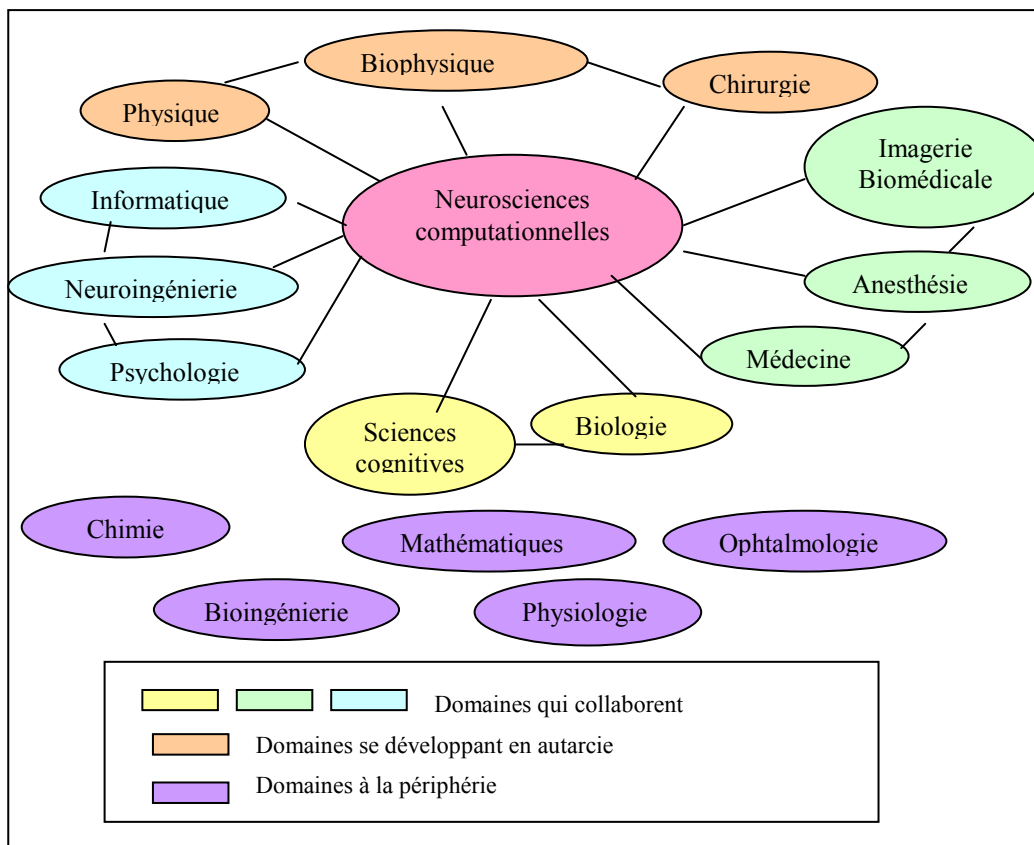 Biophysique
Chirurgie
Physique
Imagerie
Biomédicale
Informatique
Neurosciences
computationnelles
Neuroingénierie
Anesthésie
Psychologie
Médecine
Sciences
cognitives
Biologie
Chimie
Mathématiques
Ophtalmologie
Bioingénierie
Physiologie
Domaines qui collaborent
Domaines se développant en autarcie
Domaines à la périphérie